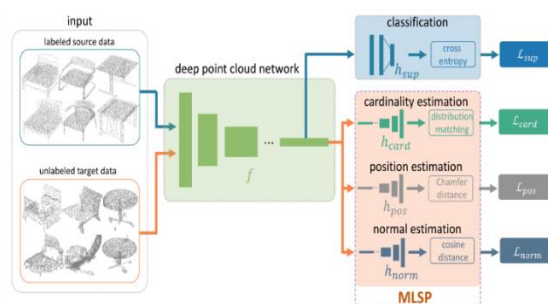 input
labeled source data
unlabeled target data
deep point cloud network
f
...
classification
h_sup
cross
entropy
ℒ_sup
cardinality estimation
h_card
distribution
matching
ℒ_card
position estimation
h_pos
Chamfer
distance
ℒ_pos
normal estimation
h_norm
cosine
distance
ℒ_norm
MLSP